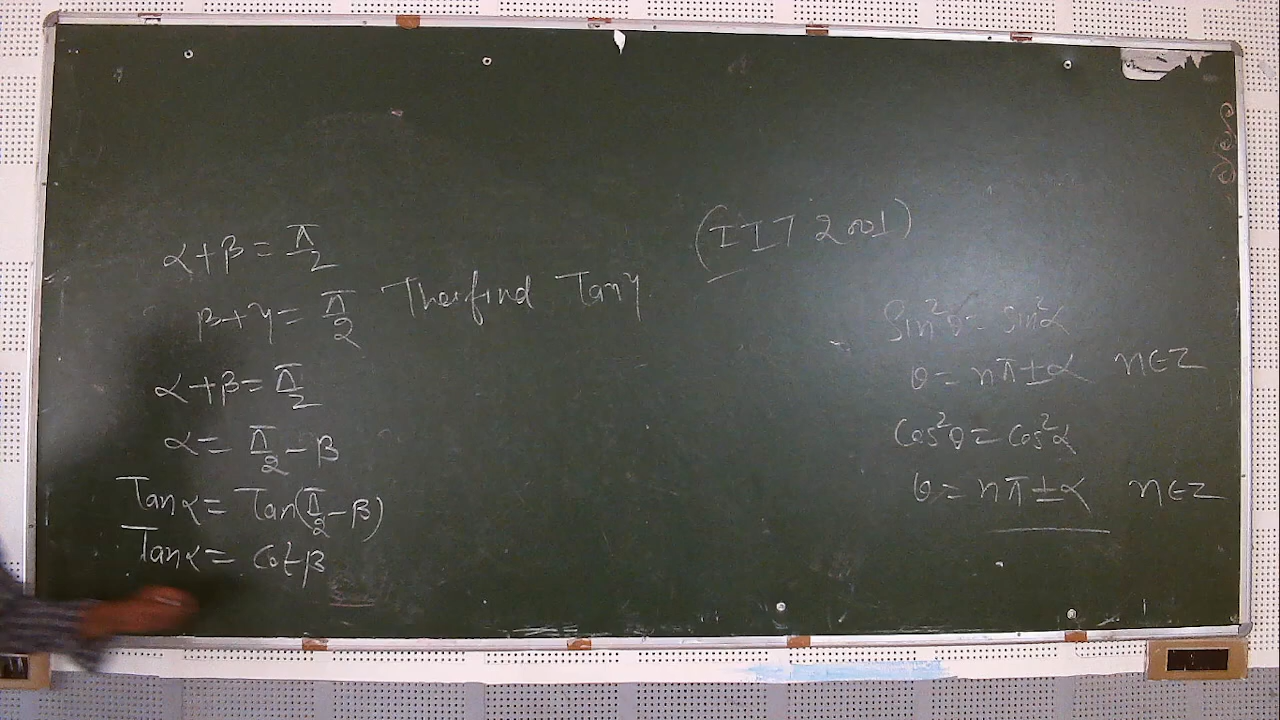 (IIT 2001)
α+β=π/2
β+γ=π/2 Then find Tanγ
α+β=π/2
α=π/2-β
Tanα=Tan(π/2-β)
Tanα=Cotβ
Sin²θ=Sin²α
θ=nπ±α n∈Z
Cos²θ=Cos²α
θ=nπ±α n∈Z